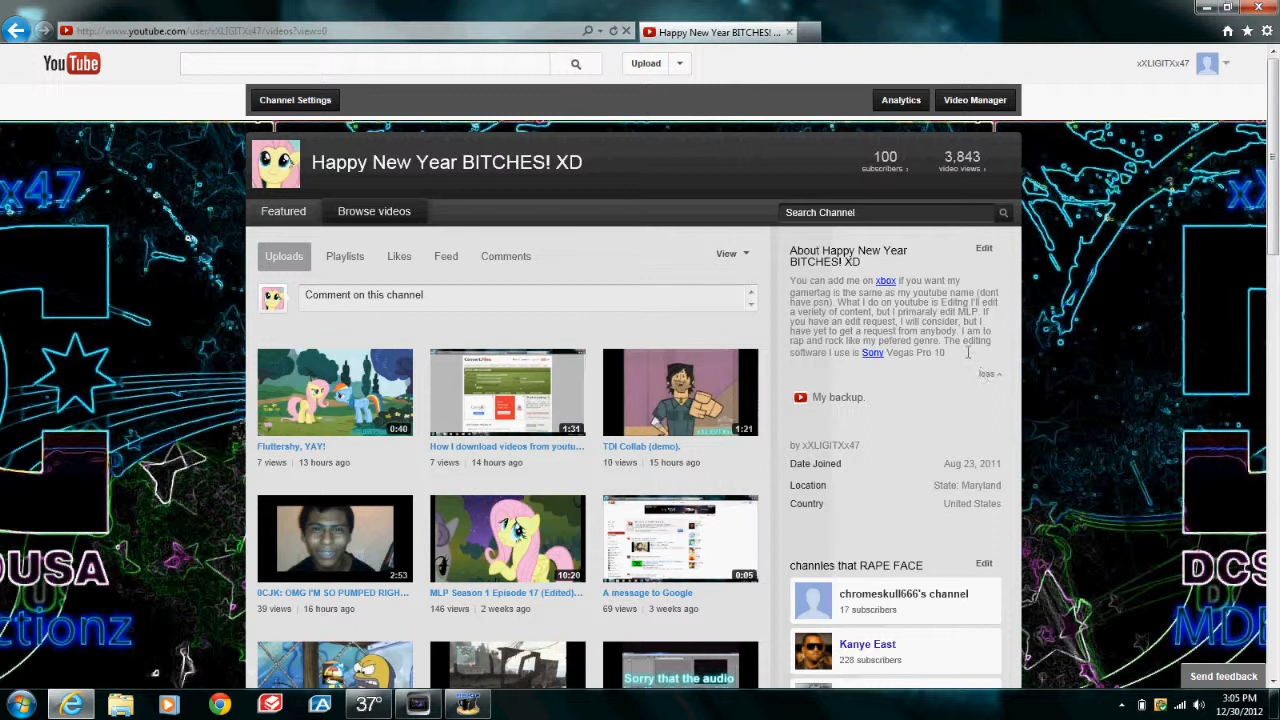 http://www.youtube.com/user/xXLIGITXx47/videos?view=0
Happy New Year BITCHES! ...
YouTube
Upload
xXLIGITXx47
Channel Settings
Analytics
Video Manager
Happy New Year BITCHES! XD
100
subscribers
3,843
video views
Featured
Browse videos
Search Channel
Uploads
Playlists
Likes
Feed
Comments
View
Comment on this channel
0:40
Fluttershy, YAY!
7 views
13 hours ago
1:31
How I download videos from youtu...
7 views
14 hours ago
xXLIGITXx47
1:21
TDI Collab (demo).
10 views
15 hours ago
2:53
0CJK: OMG I'M SO PUMPED RIGH...
39 views
16 hours ago
10:20
MLP Season 1 Episode 17 (Edited)...
146 views
2 weeks ago
0:05
A message to Google
69 views
3 weeks ago
Sorry that the audio
About Happy New Year
BITCHES! XD
Edit
You can add me on xbox if you want my
gamertag is the same as my youtube name (dont
have psn). What I do on youtube is Editng I'll edit
a veriety of content, but I primaraly edit MLP. If
you have an edit request, I will consider, but I
have yet to get a request from anybody. I am to
rap and rock like my pefered genre. The editing
software I use is Sony Vegas Pro 10
less
My backup.
by xXLIGITXx47
Date Joined
Aug 23, 2011
Location
State: Maryland
Country
United States
channles that RAPE FACE
Edit
chromeskull666's channel
17 subscribers
Kanye East
228 subscribers
x47
OUSA
ctionz
DCS
MD
Send feedback
37°
3:05 PM
12/30/2012